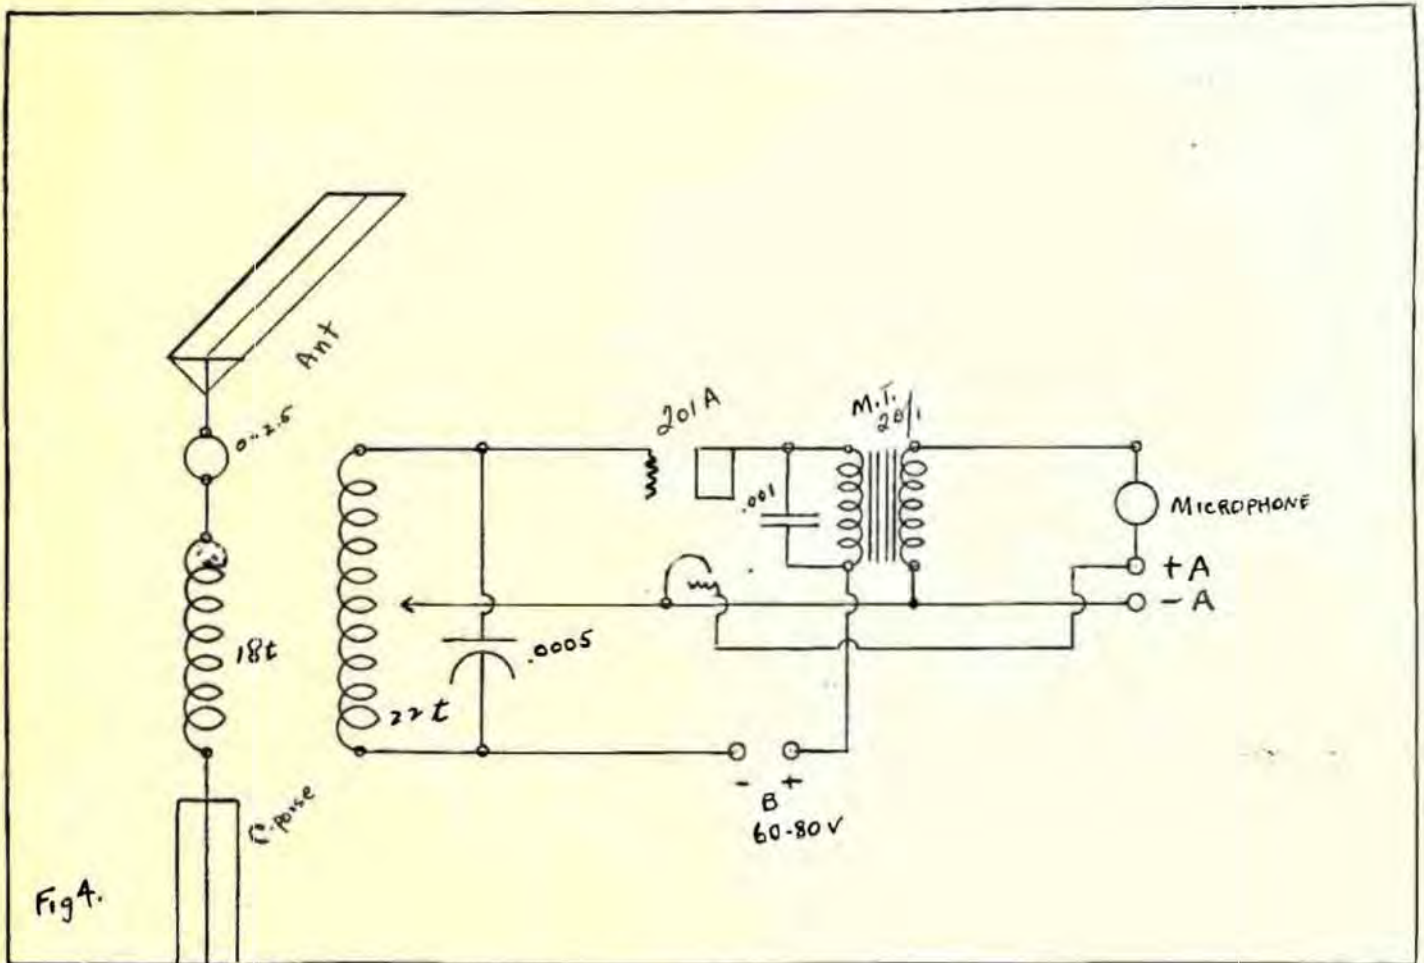 Ant
0-2.5
201A
M.T.
20/1
.001
MICROPHONE
+ A
- A
18t
.0005
22t
- +
B
60-80V
C-poise
Fig 4.